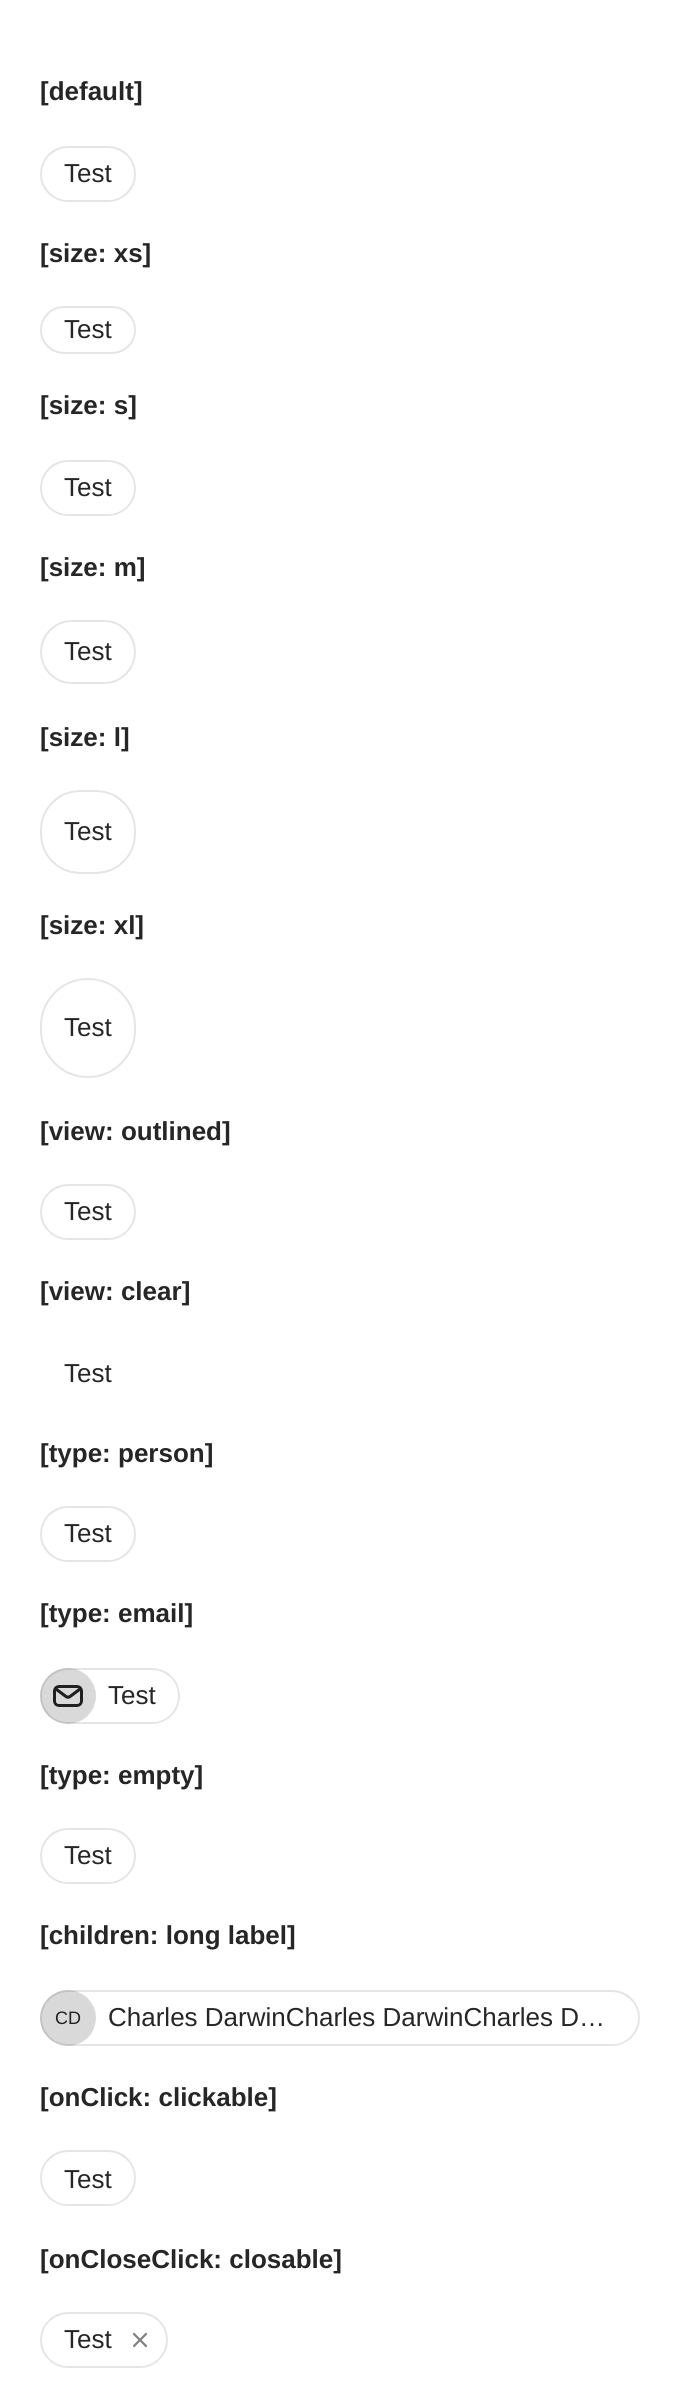 [default]
Test
[size: xs]
Test
[size: s]
Test
[size: m]
Test
[size: l]
Test
[size: xl]
Test
[view: outlined]
Test
[view: clear]
Test
[type: person]
Test
[type: email]
Test
[type: empty]
Test
[children: long label]
CD Charles DarwinCharles DarwinCharles D…
[onClick: clickable]
Test
[onCloseClick: closable]
Test